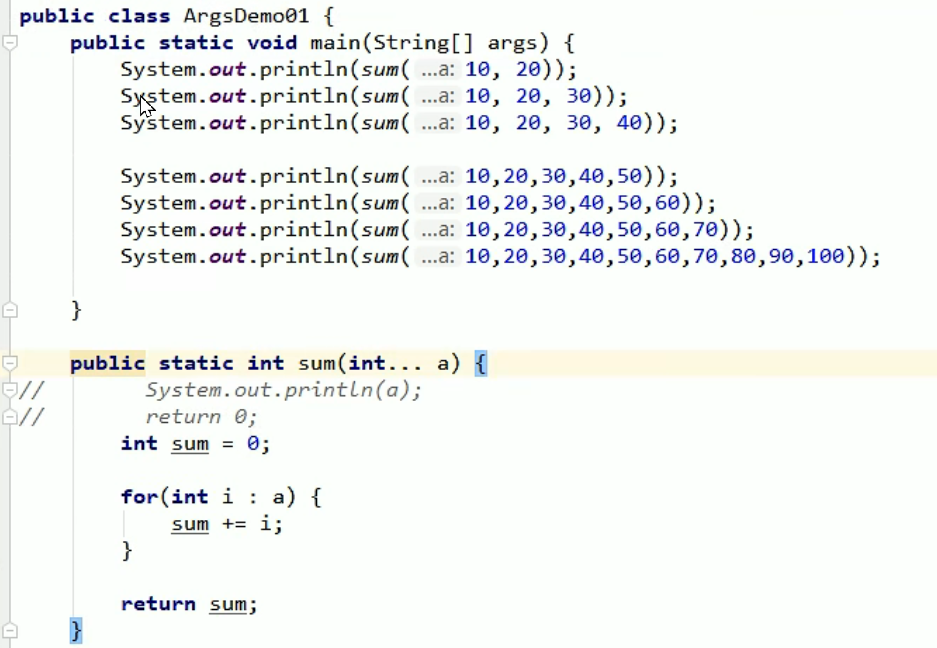 public class ArgsDemo01 {
    public static void main(String[] args) {
        System.out.println(sum( ...a: 10, 20));
        System.out.println(sum( ...a: 10, 20, 30));
        System.out.println(sum( ...a: 10, 20, 30, 40));
        System.out.println(sum( ...a: 10,20,30,40,50));
        System.out.println(sum( ...a: 10,20,30,40,50,60));
        System.out.println(sum( ...a: 10,20,30,40,50,60,70));
        System.out.println(sum( ...a: 10,20,30,40,50,60,70,80,90,100));
    }
    public static int sum(int... a) {
//        System.out.println(a);
//        return 0;
        int sum = 0;
        for(int i : a) {
            sum += i;
        }
        return sum;
    }